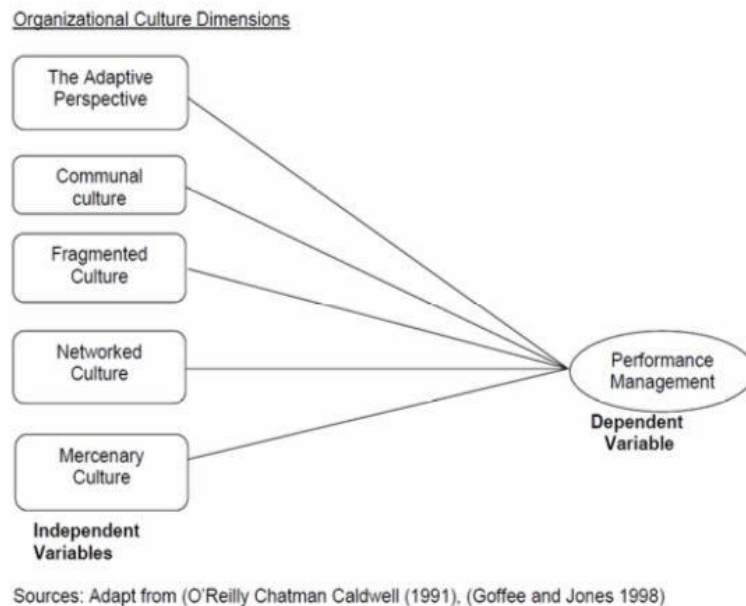 Organizational Culture Dimensions
The Adaptive
Perspective
Communal
culture
Fragmented
Culture
Networked
Culture
Mercenary
Culture
Independent
Variables
Performance
Management
Dependent
Variable
Sources: Adapt from (O'Reilly Chatman Caldwell (1991), (Goffee and Jones 1998)